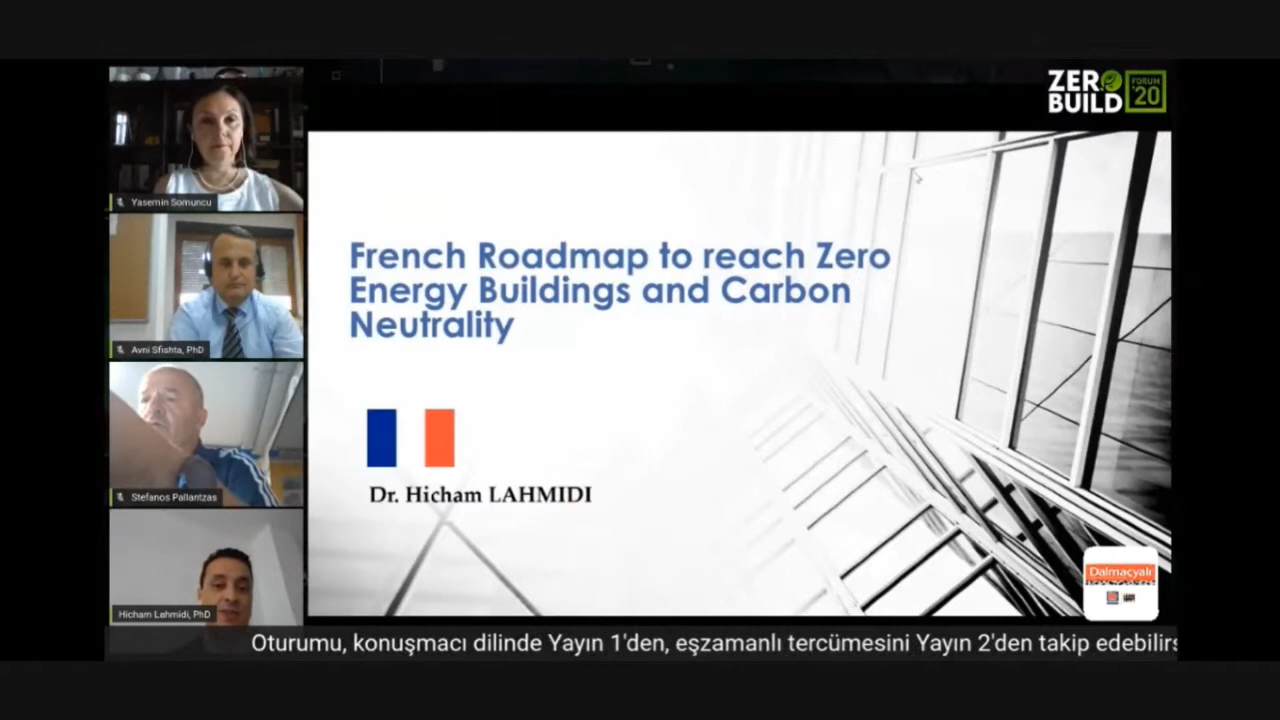 ZERO
BUILD
FORUM
'20
Yasemin Somuncu
Avni Sfishta, PhD
Stefanos Pallantzas
Hicham Lahmidi, PhD
French Roadmap to reach Zero
Energy Buildings and Carbon
Neutrality
Dr. Hicham LAHMIDI
Dalmaçyalı
Oturumu, konuşmacı dilinde Yayın 1'den, eşzamanlı tercümesini Yayın 2'den takip edebilirs